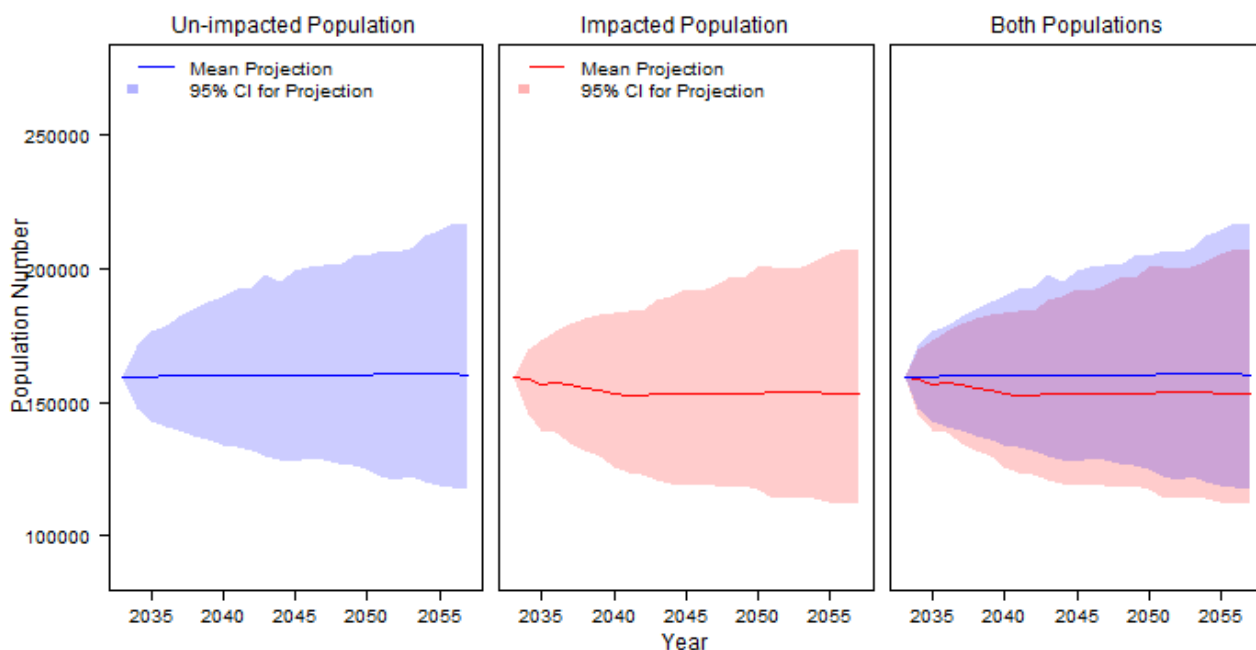 Un-impacted Population
Impacted Population
Both Populations
Mean Projection
95% CI for Projection
Mean Projection
95% CI for Projection
Population Number
250000
200000
150000
100000
2035 2040 2045 2050 2055
2035 2040 2045 2050 2055
2035 2040 2045 2050 2055
Year